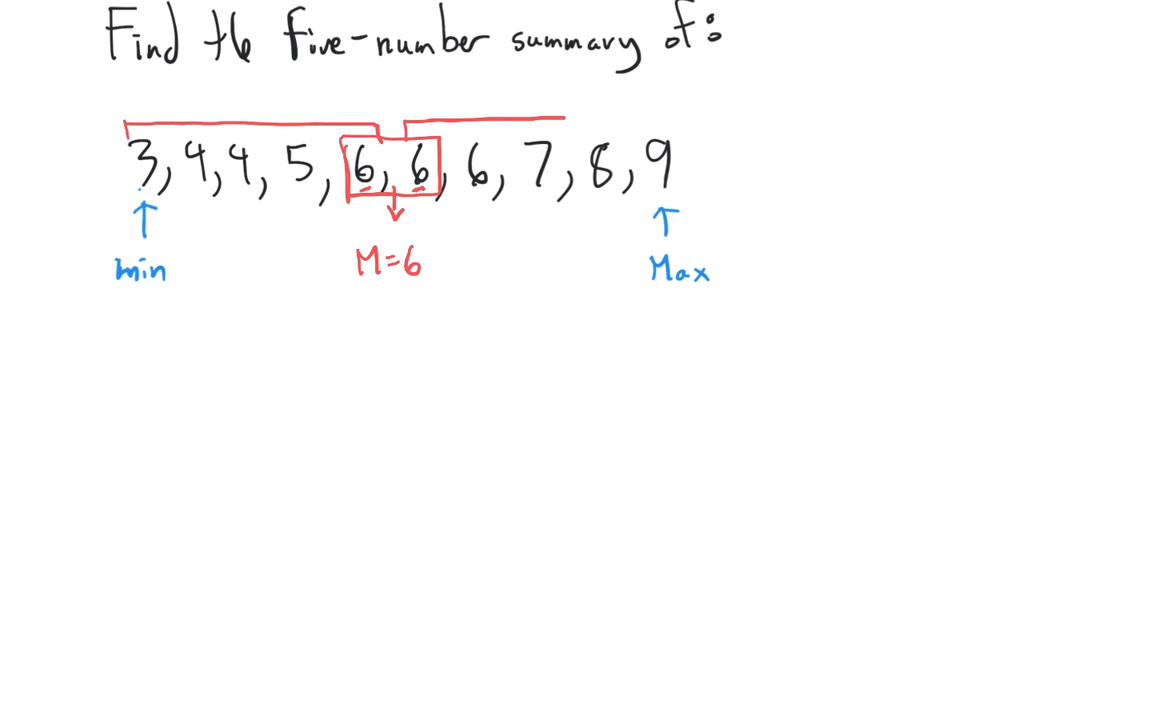 Find the five-number summary of:
3, 4, 4, 5, 6, 6, 6, 7, 8, 9
min M=6 Max